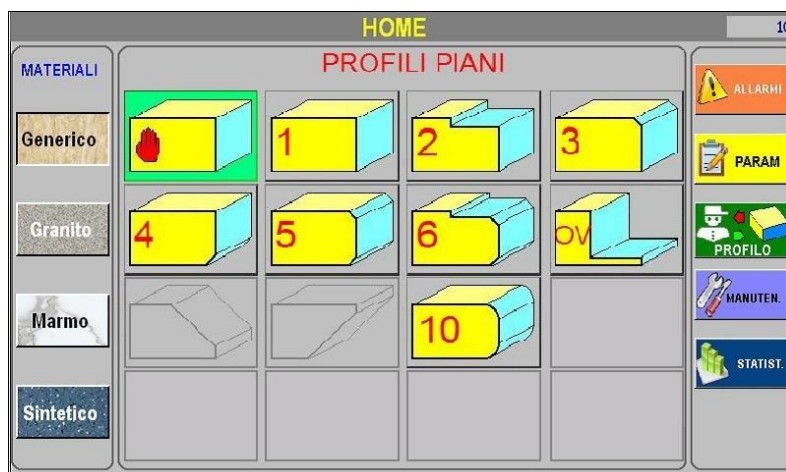 HOME
10
MATERIALI
PROFILI PIANI
Generico
Granito
Marmo
Sintetico
1
2
3
4
5
6
OV
10
ALLARMI
PARAM
PROFILO
MANUTEN.
STATIST.